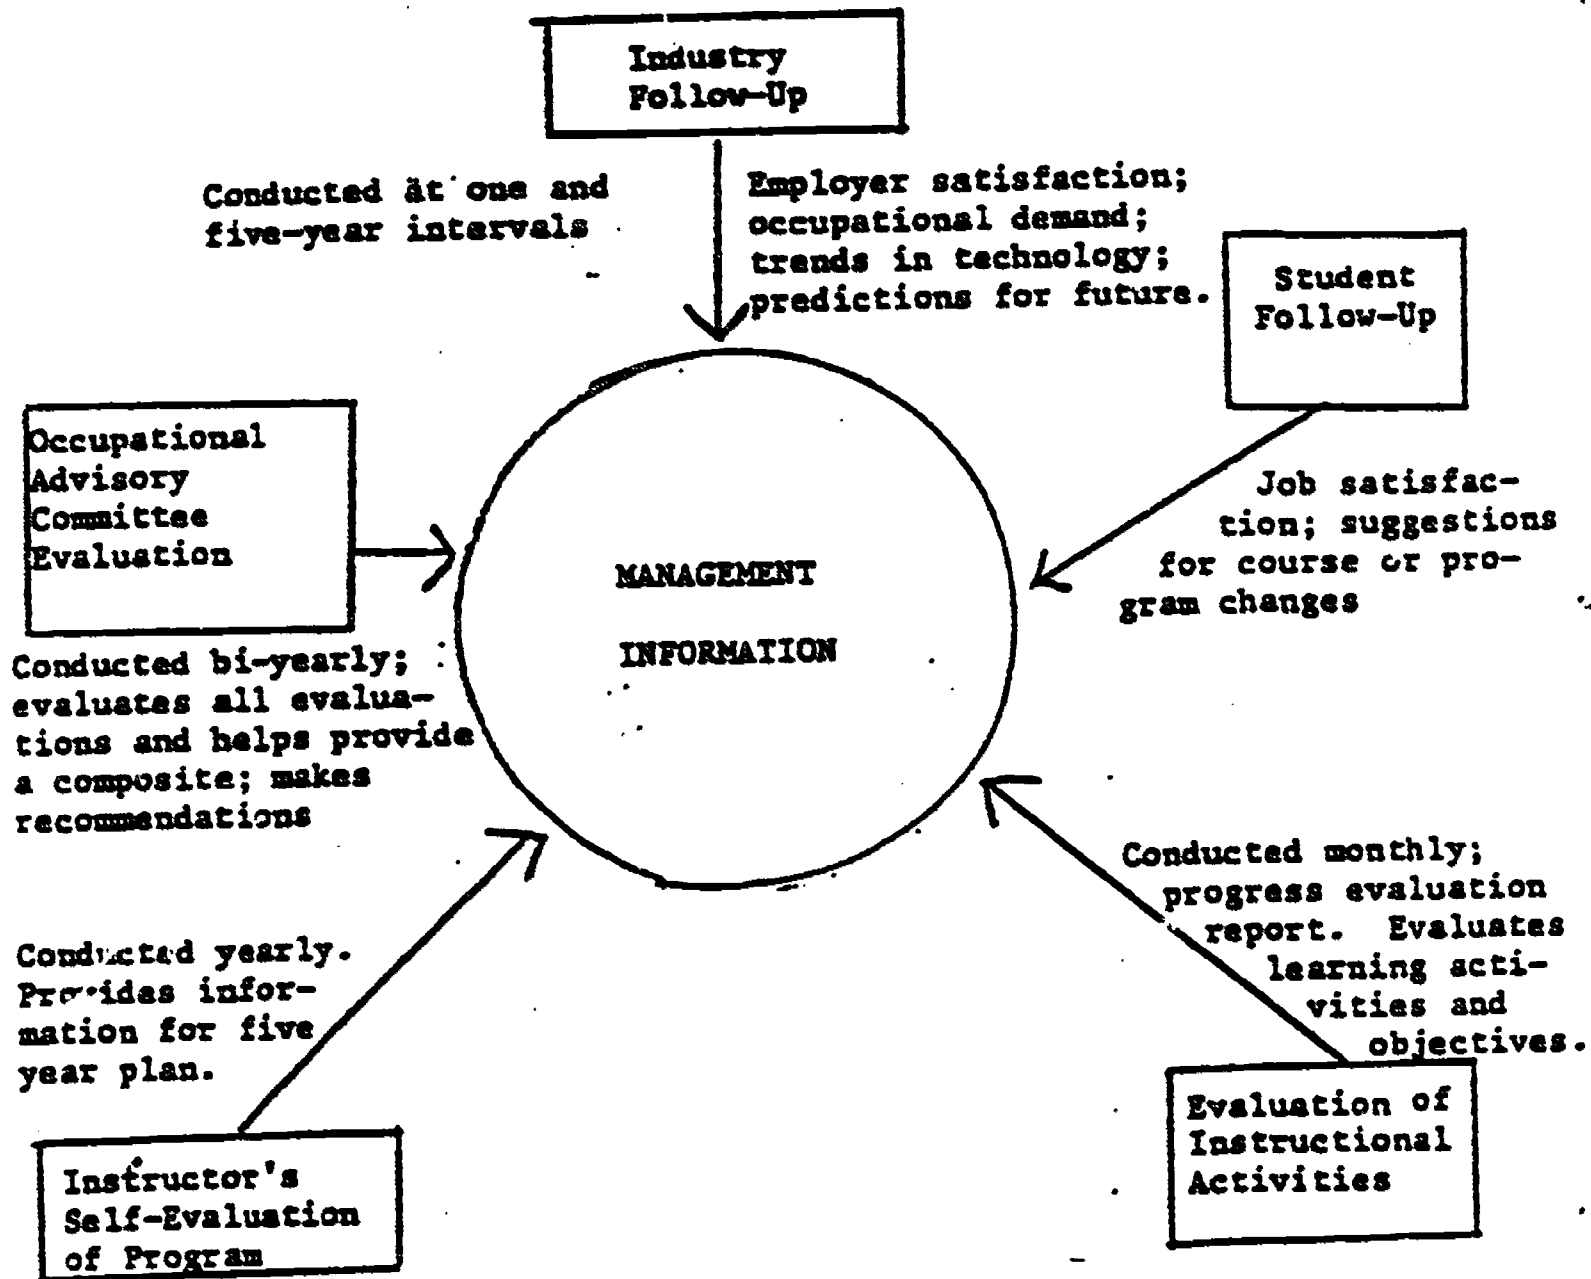 Industry
Follow-Up
Conducted at one and
five-year intervals
Employer satisfaction;
occupational demand;
trends in technology;
predictions for future.
Student
Follow-Up
Job satisfac-
tion; suggestions
for course or pro-
gram changes
Occupational
Advisory
Committee
Evaluation
MANAGEMENT
INFORMATION
Conducted bi-yearly;
evaluates all evalua-
tions and helps provide
a composite; makes
recommendations
Conducted monthly;
progress evaluation
report. Evaluates
learning acti-
vities and
objectives.
Conducted yearly.
Provides infor-
mation for five
year plan.
Evaluation of
Instructional
Activities
Instructor's
Self-Evaluation
of Program